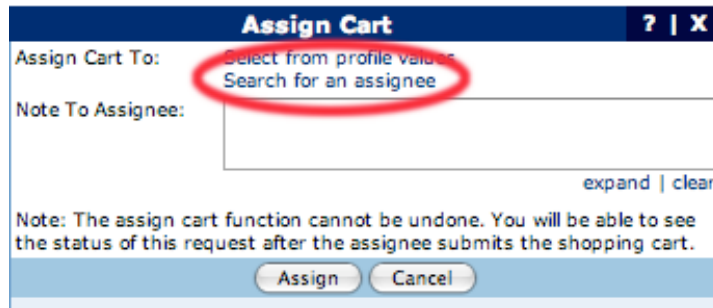 Assign Cart ? | X
Assign Cart To: Select from profile values
Search for an assignee
Note To Assignee:
expand | clear
Note: The assign cart function cannot be undone. You will be able to see
the status of this request after the assignee submits the shopping cart.
Assign Cancel